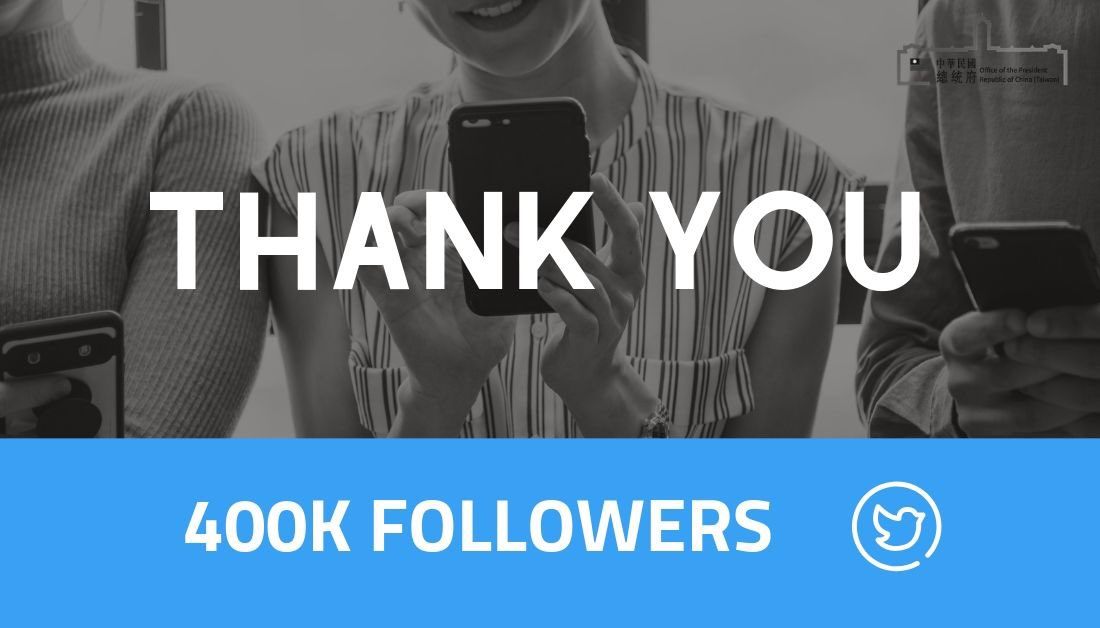 中華民國
總統府
Office of the President
Republic of China (Taiwan)
THANK YOU
400K FOLLOWERS